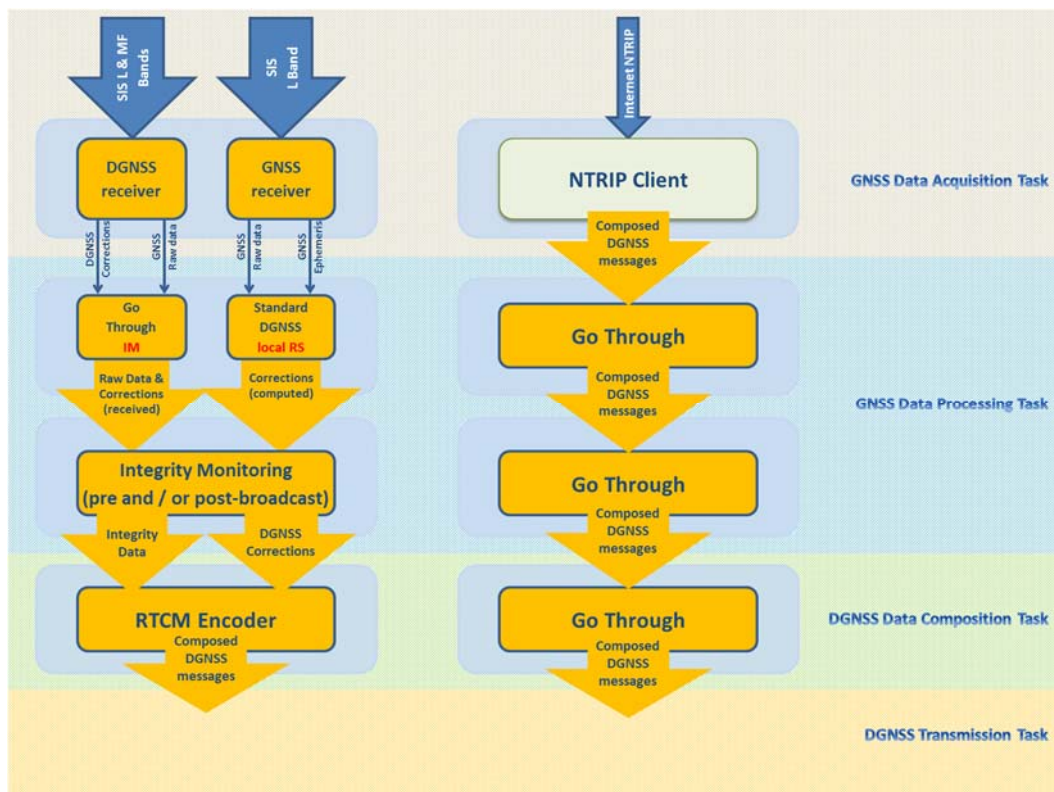 SIS L & MF
Bands
SIS
L Band
Internet NTRIP
DGNSS
receiver
GNSS
receiver
NTRIP Client
GNSS Data Acquisition Task
DGNSS
Corrections
GNSS
Raw data
GNSS
Raw data
GNSS
Ephemeris
Composed
DGNSS
messages
Go
Through
IM
Standard
DGNSS
local RS
Go Through
Raw Data &
Corrections
(received)
Corrections
(computed)
Composed
DGNSS
messages
GNSS Data Processing Task
Integrity Monitoring
(pre and / or post-broadcast)
Go Through
Integrity
Data
DGNSS
Corrections
Composed
DGNSS
messages
RTCM Encoder
Go Through
DGNSS Data Composition Task
Composed
DGNSS
messages
Composed
DGNSS
messages
DGNSS Transmission Task